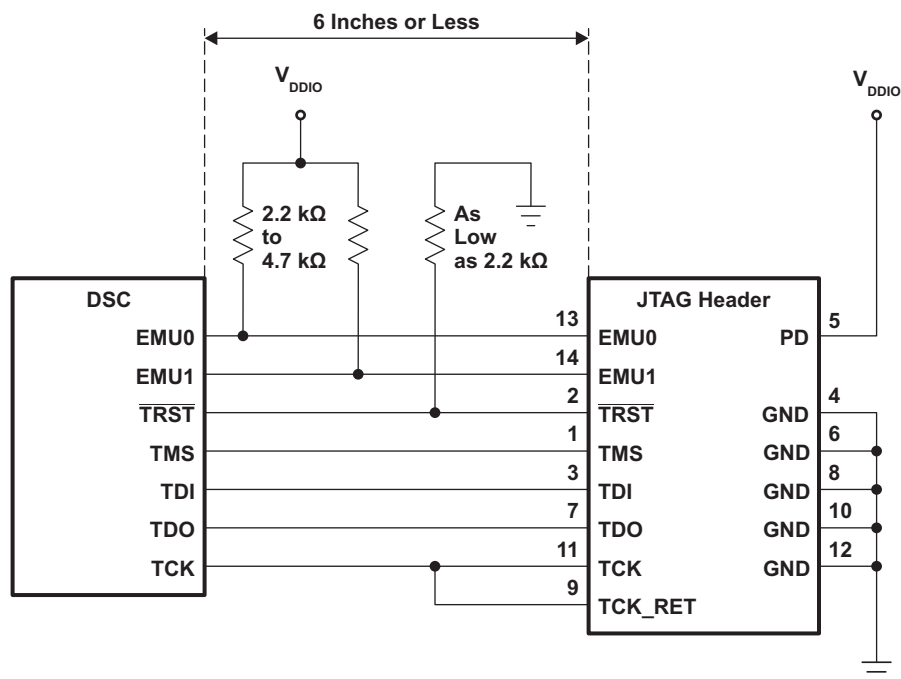 6 Inches or Less
V_DDIO
V_DDIO
2.2 kΩ
to
4.7 kΩ
As
Low
as 2.2 kΩ
DSC
JTAG Header
EMU0
13
EMU0
PD
5
EMU1
14
EMU1
TRST
2
TRST
GND
4
TMS
1
TMS
GND
6
TDI
3
TDI
GND
8
TDO
7
TDO
GND
10
TCK
11
TCK
GND
12
9
TCK_RET